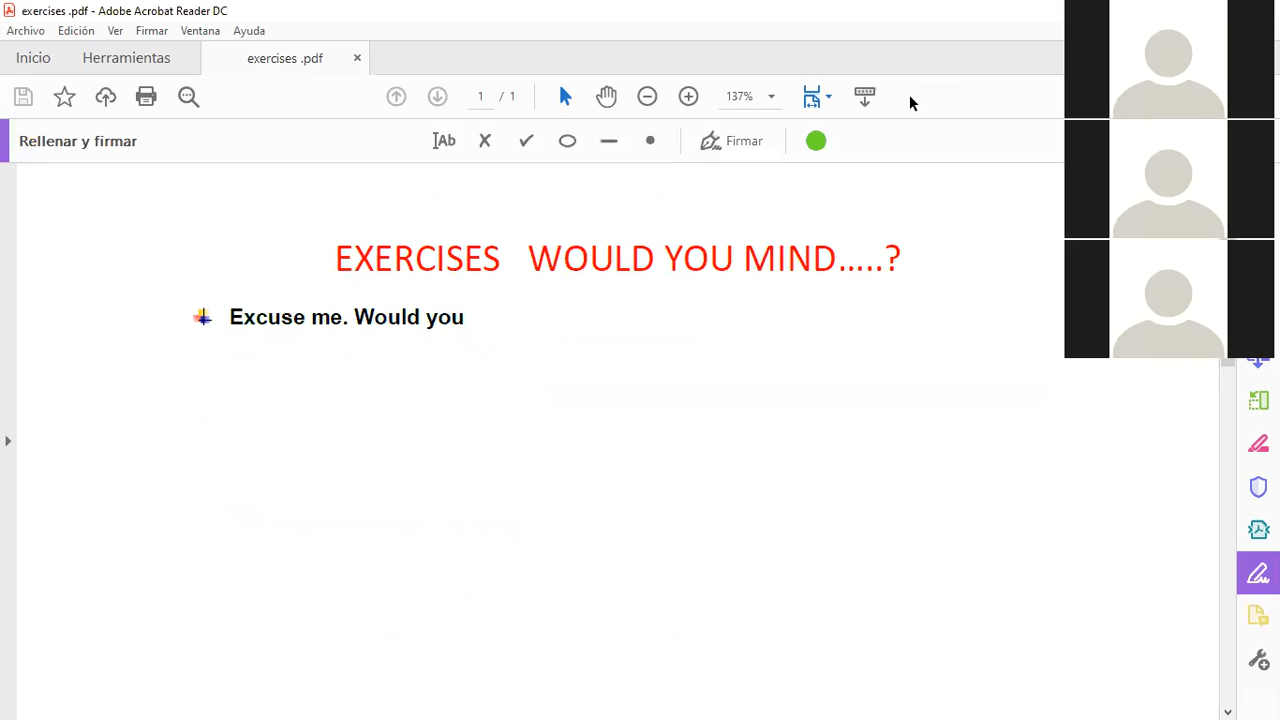 exercises .pdf - Adobe Acrobat Reader DC
Archivo Edición Ver Firmar Ventana Ayuda
Inicio Herramientas exercises .pdf ×
1 / 1 137%
Rellenar y firmar Ab Firmar
EXERCISES WOULD YOU MIND.....?
Excuse me. Would you